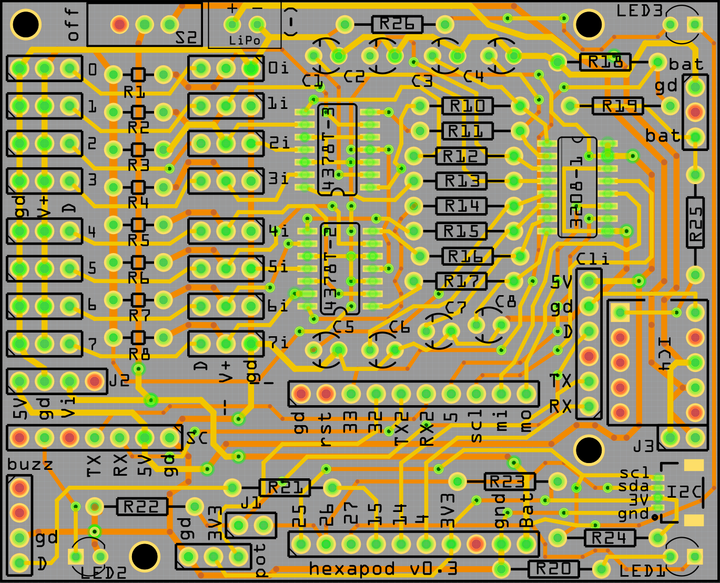 off
S2
+ -
LiPo
(-)
R26
LED3
C1 C2 C3 C4
R18
bat
gd
bat
0
R1
0i
1
R2
1i
2
R3
2i
3
R4
3i
gd V+ D
4
R5
4i
5
R6
5i
6
R7
6i
7
R8
7i
D V+ gd
R10
R11
R12
R13
R14
R15
R16
R17
R19
R25
4378T-3
4378T-2
3208-1
C5 C6 C7 C8
Cli
5V
gd
D
TX
RX
IC4
J3
J2
5V gd Vi
SC
TX RX 5V gd
gd rst 33 32 TX2 RX2 5 scl mi mo
buzz
gd
D
R22
LED2
gd 3V3 pot
J1
R21
25 26 27 15 14 4 3V3 gnd Bat
R23
scl
sda
3V
gnd
I2C
R24
R20
LED1
hexapod v0.3